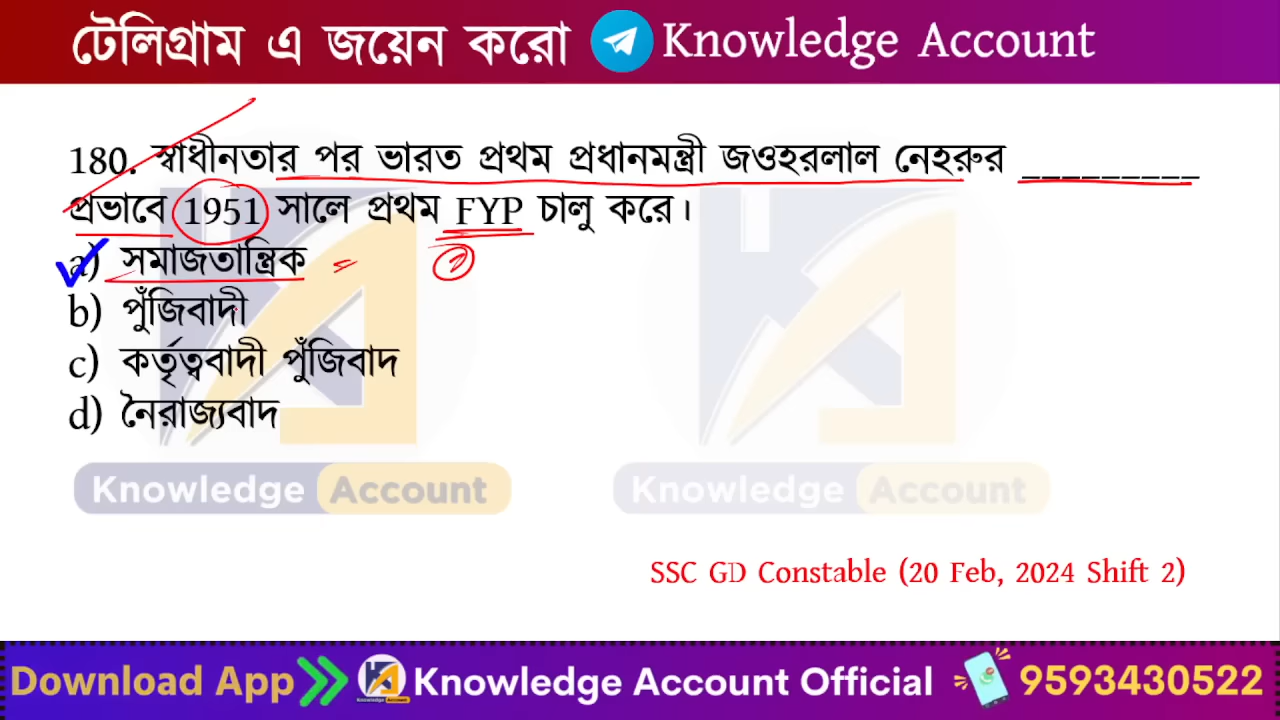 টেলিগ্রাম এ জয়েন করো Knowledge Account
180. স্বাধীনতার পর ভারত প্রথম প্রধানমন্ত্রী জওহরলাল নেহরুর _________
প্রভাবে 1951 সালে প্রথম FYP চালু করে।
a) সমাজতান্ত্রিক
b) পুঁজিবাদী
c) কর্তৃত্ববাদী পুঁজিবাদ
d) নৈরাজ্যবাদ
Knowledge Account Knowledge Account
SSC GD Constable (20 Feb, 2024 Shift 2)
Download App Knowledge Account Knowledge Account Official 9593430522